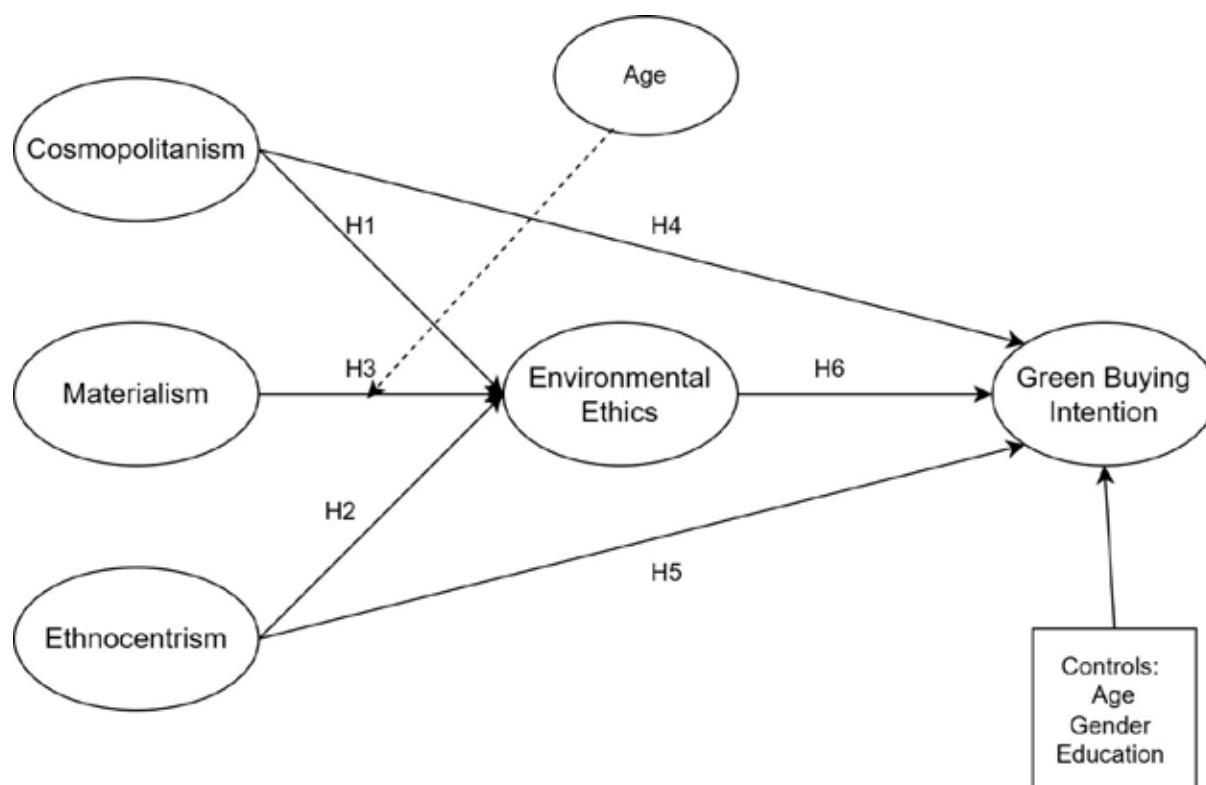 Age
Cosmopolitanism
H1
H4
Materialism
H3
Environmental
Ethics
H6
Green Buying
Intention
H2
H5
Ethnocentrism
Controls:
Age
Gender
Education